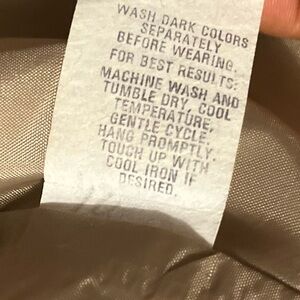 WASH DARK COLORS
SEPARATELY
BEFORE WEARING.
FOR BEST RESULTS:
MACHINE WASH AND
TUMBLE DRY, COOL
TEMPERATURE,
GENTLE CYCLE.
HANG PROMPTLY.
TOUCH UP WITH
COOL IRON IF
DESIRED.